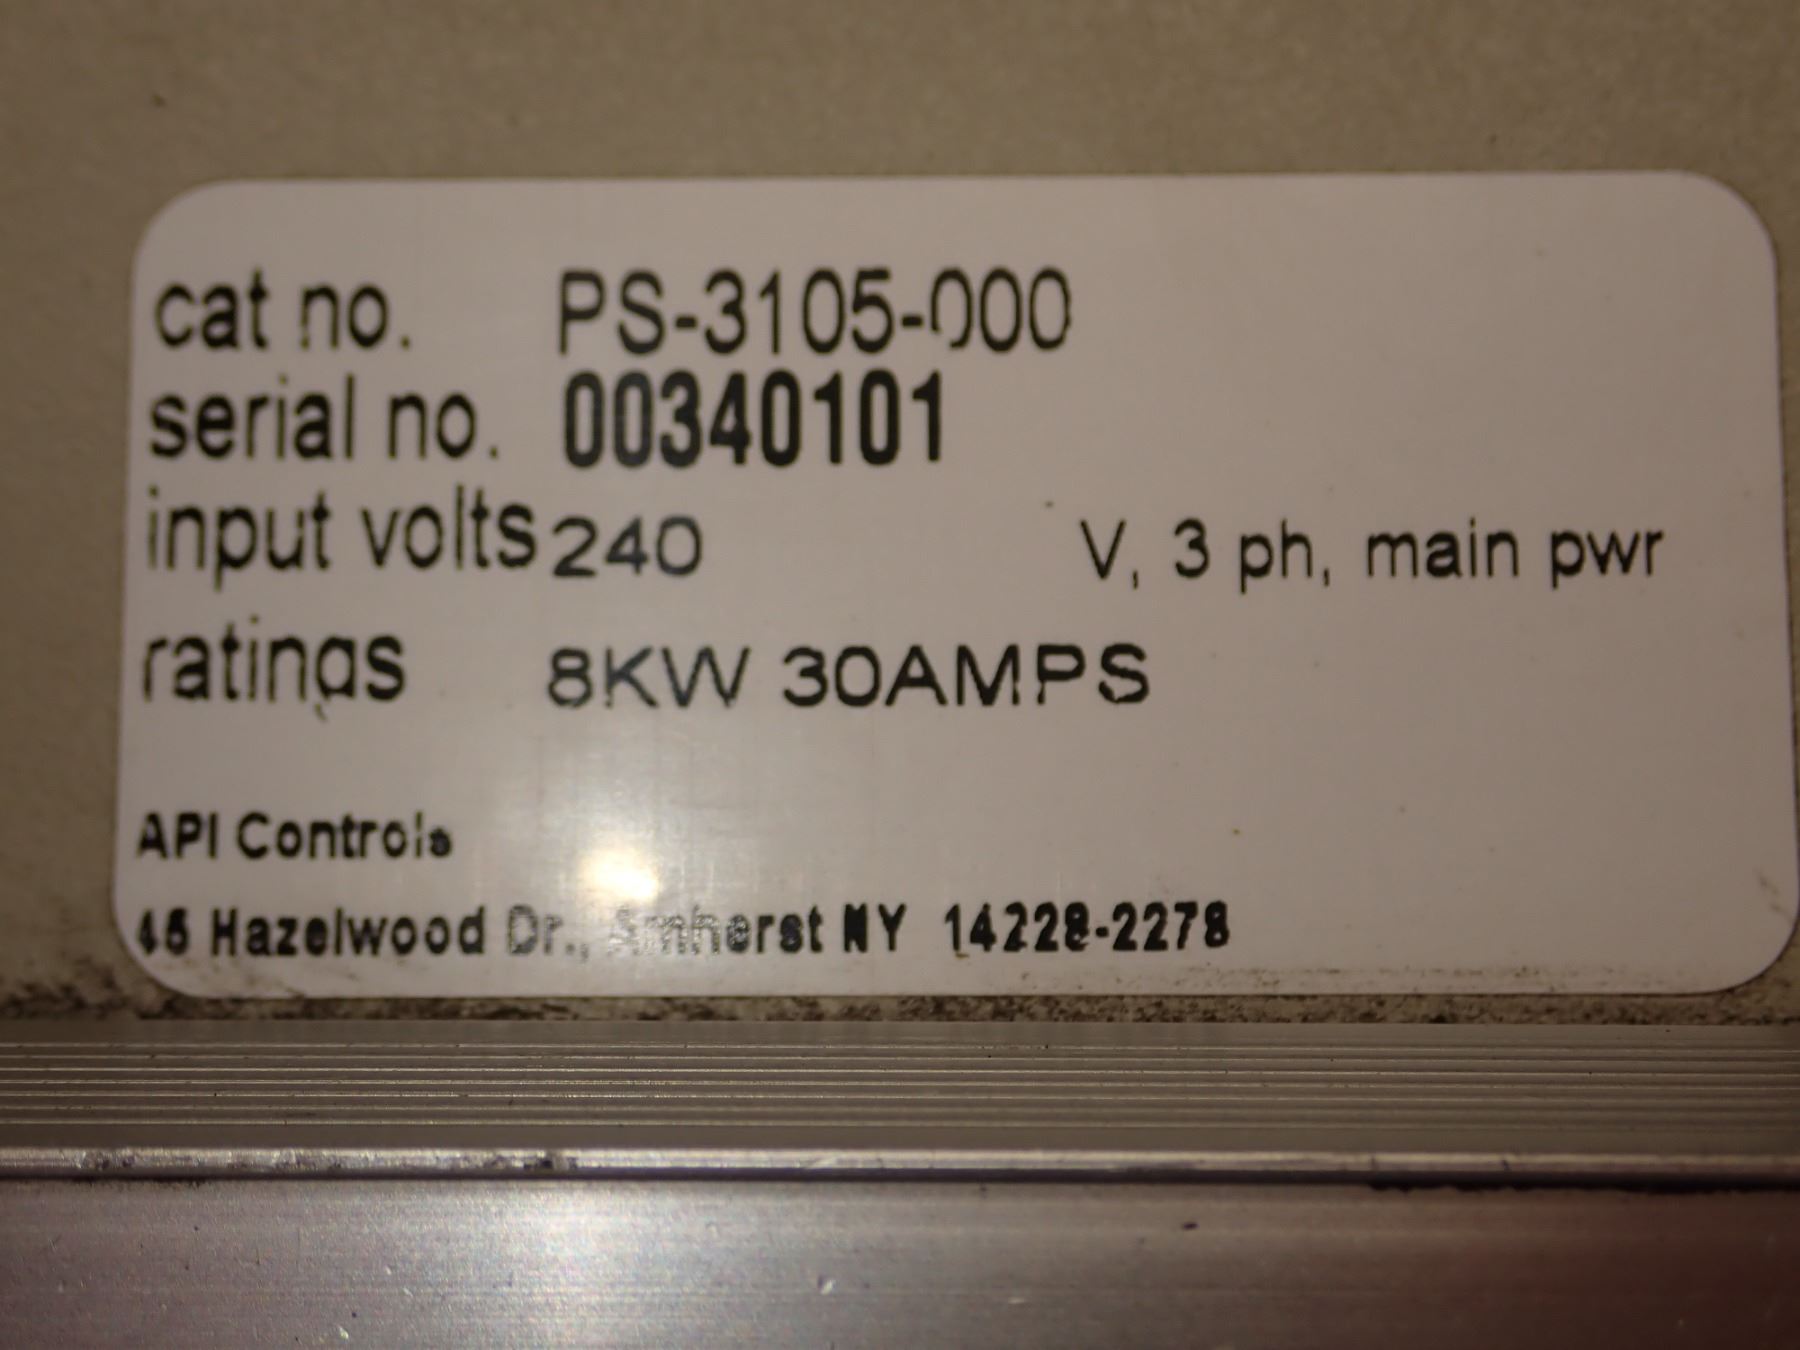 cat no. PS-3105-000
serial no. 00340101
input volts 240 V, 3 ph, main pwr
ratings 8KW 30AMPS
API Controls
45 Hazelwood Dr., Amherst NY 14228-2278